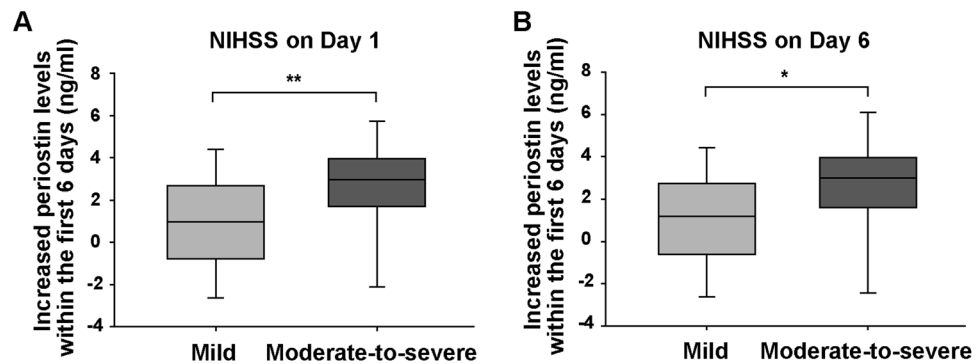 A
NIHSS on Day 1
Increased periostin levels
within the first 6 days (ng/ml)
8
6
4
2
0
-2
-4
**
Mild
Moderate-to-severe
B
NIHSS on Day 6
Increased periostin levels
within the first 6 days (ng/ml)
8
6
4
2
0
-2
-4
*
Mild
Moderate-to-severe